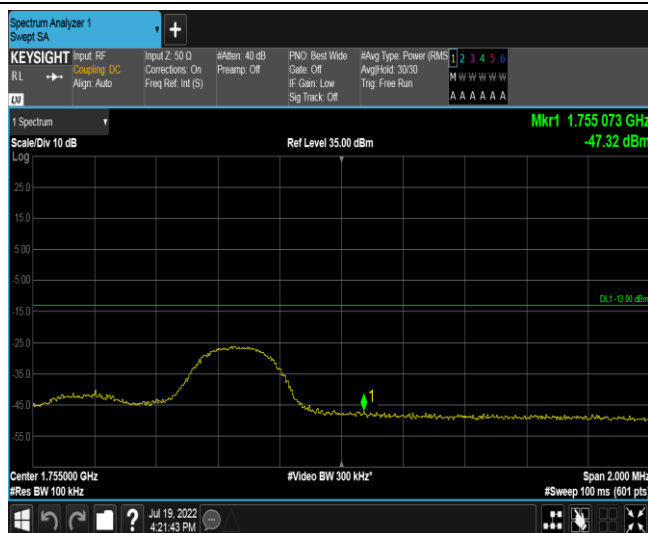 Spectrum Analyzer 1
Swept SA
+
KEYSIGHT
RL
LXI
Input: RF
Coupling: DC
Align: Auto
Input Z: 50 Ω
Corrections: On
Freq Ref: Int (S)
#Atten: 40 dB
Preamp: Off
PNO: Best Wide
Gate: Off
IF Gain: Low
Sig Track: Off
#Avg Type: Power (RMS
Avg|Hold: 30/30
Trig: Free Run
1 2 3 4 5 6
M W W W W W
A A A A A A
1 Spectrum
Scale/Div 10 dB
Ref Level 35.00 dBm
Mkr1 1.755 073 GHz
-47.32 dBm
Log
25.0
15.0
5.00
-5.00
DL1 -13.00 dBm
-15.0
-25.0
-35.0
1
-45.0
-55.0
Center 1.755000 GHz
#Video BW 300 kHz*
Span 2.000 MHz
#Res BW 100 kHz
#Sweep 100 ms (601 pts)
?
Jul 19, 2022
4:21:43 PM